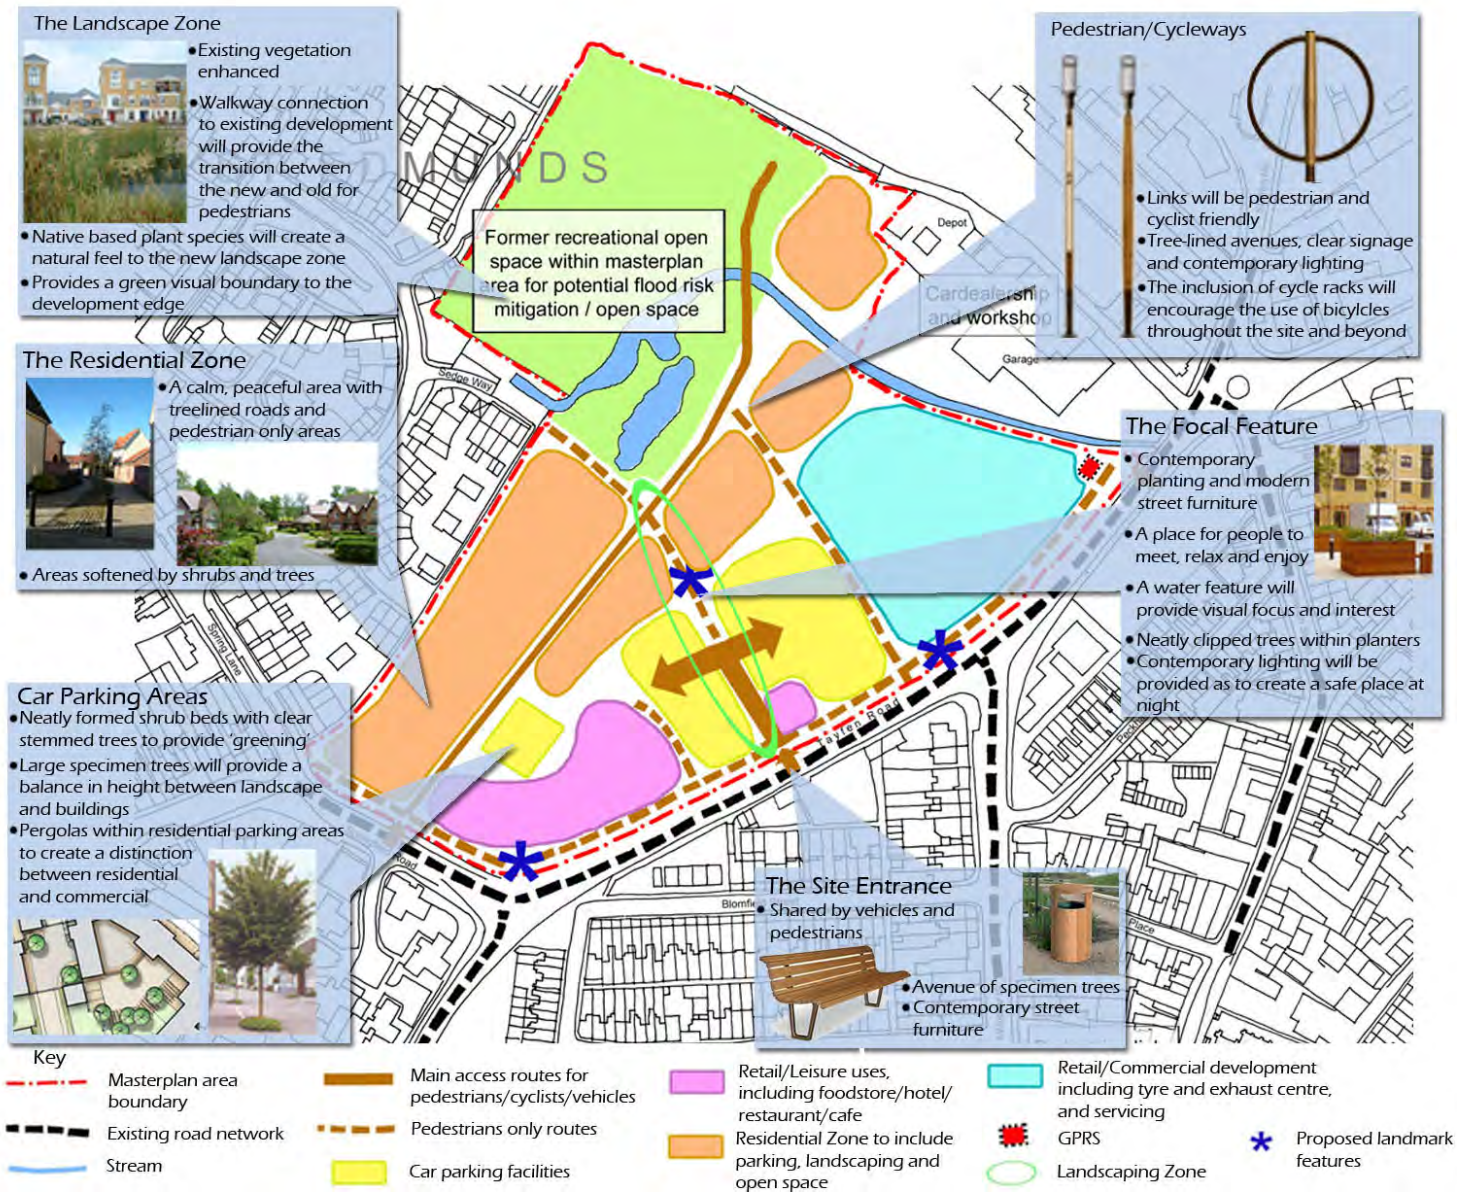 The Landscape Zone
•Existing vegetation
enhanced
•Walkway connection
to existing development
will provide the
transition between
the new and old for
pedestrians
•Native based plant species will create a
natural feel to the new landscape zone
•Provides a green visual boundary to the
development edge
The Residential Zone
•A calm, peaceful area with
treelined roads and
pedestrian only areas
•Areas softened by shrubs and trees
Car Parking Areas
•Neatly formed shrub beds with clear
stemmed trees to provide 'greening'
•Large specimen trees will provide a
balance in height between landscape
and buildings
•Pergolas within residential parking areas
to create a distinction
between residential
and commercial
MUNDS
Former recreational open
space within masterplan
area for potential flood risk
mitigation / open space
Depot
Cardealership
and workshop
Garage
Sedge Way
Spring Lane
Road
Road
Place
Pedestrian/Cycleways
•Links will be pedestrian and
cyclist friendly
•Tree-lined avenues, clear signage
and contemporary lighting
•The inclusion of cycle racks will
encourage the use of bicylcles
throughout the site and beyond
The Focal Feature
•Contemporary
planting and modern
street furniture
•A place for people to
meet, relax and enjoy
•A water feature will
provide visual focus and interest
•Neatly clipped trees within planters
•Contemporary lighting will be
provided as to create a safe place at
night
The Site Entrance
•Shared by vehicles and
pedestrians
•Avenue of specimen trees
•Contemporary street
furniture
Key
Masterplan area
boundary
Existing road network
Stream
Main access routes for
pedestrians/cyclists/vehicles
Pedestrians only routes
Car parking facilities
Retail/Leisure uses,
including foodstore/hotel/
restaurant/cafe
Residential Zone to include
parking, landscaping and
open space
Retail/Commercial development
including tyre and exhaust centre,
and servicing
GPRS
Landscaping Zone
Proposed landmark
features